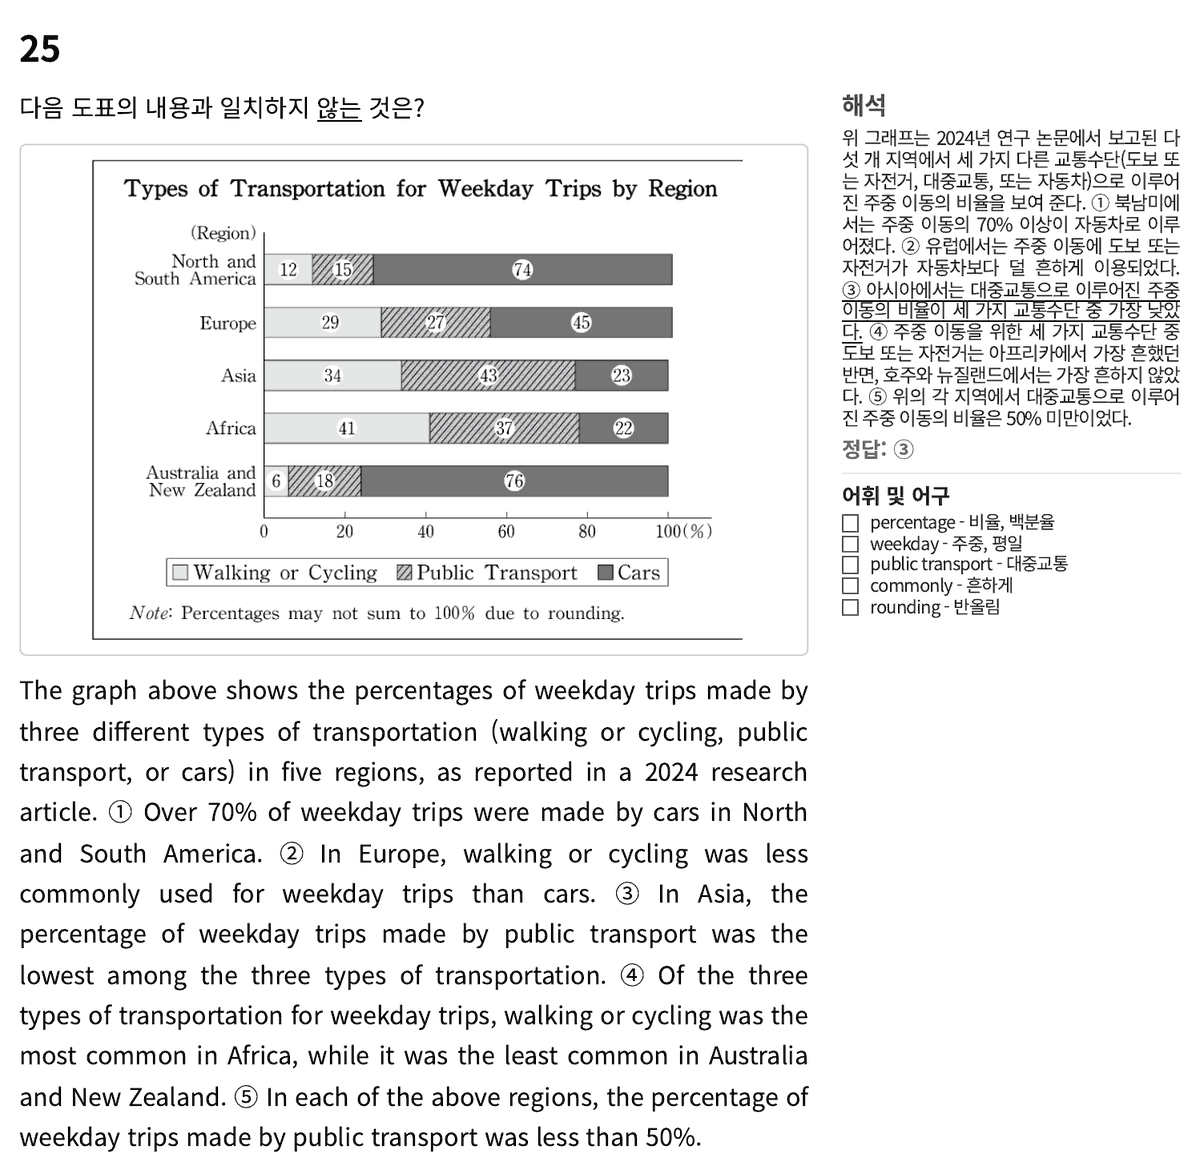 25
다음 도표의 내용과 일치하지 않는 것은?
Types of Transportation for Weekday Trips by Region
(Region)
North and
South America
12 15 74
Europe
29 27 45
Asia
34 43 23
Africa
41 37 22
Australia and
New Zealand
6 18 76
0 20 40 60 80 100(%)
Walking or Cycling Public Transport Cars
Note: Percentages may not sum to 100% due to rounding.
The graph above shows the percentages of weekday trips made by
three different types of transportation (walking or cycling, public
transport, or cars) in five regions, as reported in a 2024 research
article. ① Over 70% of weekday trips were made by cars in North
and South America. ② In Europe, walking or cycling was less
commonly used for weekday trips than cars. ③ In Asia, the
percentage of weekday trips made by public transport was the
lowest among the three types of transportation. ④ Of the three
types of transportation for weekday trips, walking or cycling was the
most common in Africa, while it was the least common in Australia
and New Zealand. ⑤ In each of the above regions, the percentage of
weekday trips made by public transport was less than 50%.
해석
위 그래프는 2024년 연구 논문에서 보고된 다
섯 개 지역에서 세 가지 다른 교통수단(도보 또
는 자전거, 대중교통, 또는 자동차)으로 이루어
진 주중 이동의 비율을 보여 준다. ① 북남미에
서는 주중 이동의 70% 이상이 자동차로 이루
어졌다. ② 유럽에서는 주중 이동에 도보 또는
자전거가 자동차보다 덜 흔하게 이용되었다.
③ 아시아에서는 대중교통으로 이루어진 주중
이동의 비율이 세 가지 교통수단 중 가장 낮았
다. ④ 주중 이동을 위한 세 가지 교통수단 중
도보 또는 자전거는 아프리카에서 가장 흔했던
반면, 호주와 뉴질랜드에서는 가장 흔하지 않았
다. ⑤ 위의 각 지역에서 대중교통으로 이루어
진 주중 이동의 비율은 50% 미만이었다.
정답: ③
어휘 및 어구
percentage - 비율, 백분율
weekday - 주중, 평일
public transport - 대중교통
commonly - 흔하게
rounding - 반올림